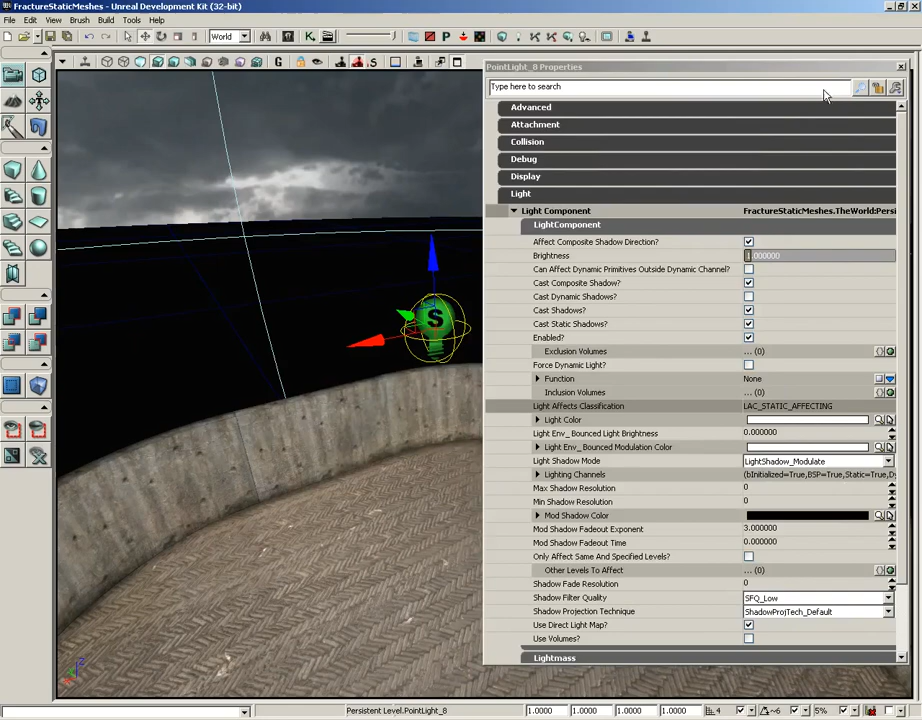 FractureStaticMeshes - Unreal Development Kit (32-bit)
File Edit View Brush Build Tools Help
World
G
S
PointLight_8 Properties
Type here to search
Advanced
Attachment
Collision
Debug
Display
Light
Light Component FractureStaticMeshes.TheWorld:Persi
LightComponent
Affect Composite Shadow Direction?
Brightness 1.000000
Can Affect Dynamic Primitives Outside Dynamic Channel?
Cast Composite Shadow?
Cast Dynamic Shadows?
Cast Shadows?
Cast Static Shadows?
Enabled?
Exclusion Volumes ... (0)
Force Dynamic Light?
Function None
Inclusion Volumes ... (0)
Light Affects Classification LAC_STATIC_AFFECTING
Light Color
Light Env_ Bounced Light Brightness 0.000000
Light Env_ Bounced Modulation Color
Light Shadow Mode LightShadow_Modulate
Lighting Channels (bInitialized=True,BSP=True,Static=True,Dy
Max Shadow Resolution 0
Min Shadow Resolution 0
Mod Shadow Color
Mod Shadow Fadeout Exponent 3.000000
Mod Shadow Fadeout Time 0.000000
Only Affect Same And Specified Levels?
Other Levels To Affect ... (0)
Shadow Fade Resolution 0
Shadow Filter Quality SFQ_Low
Shadow Projection Technique ShadowProjTech_Default
Use Direct Light Map?
Use Volumes?
Lightmass
S
Z
Persistent Level.PointLight_8 1.0000 1.0000 1.0000 1.0000 4 ~6 5%